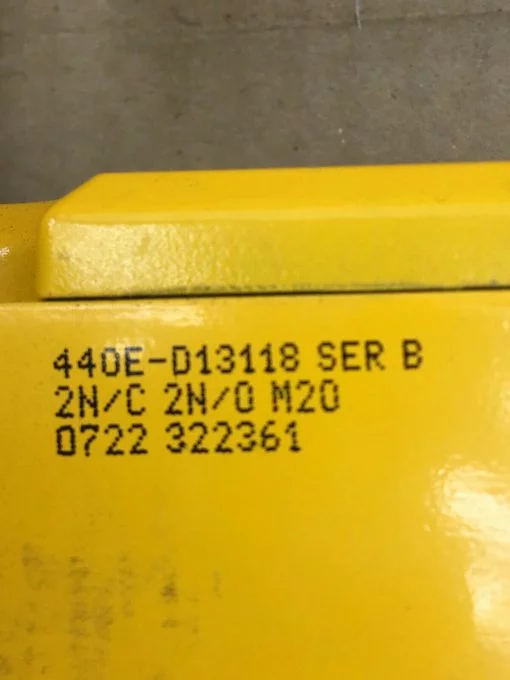 440E-D13118 SER B
2N/C 2N/O M20
0722 322361